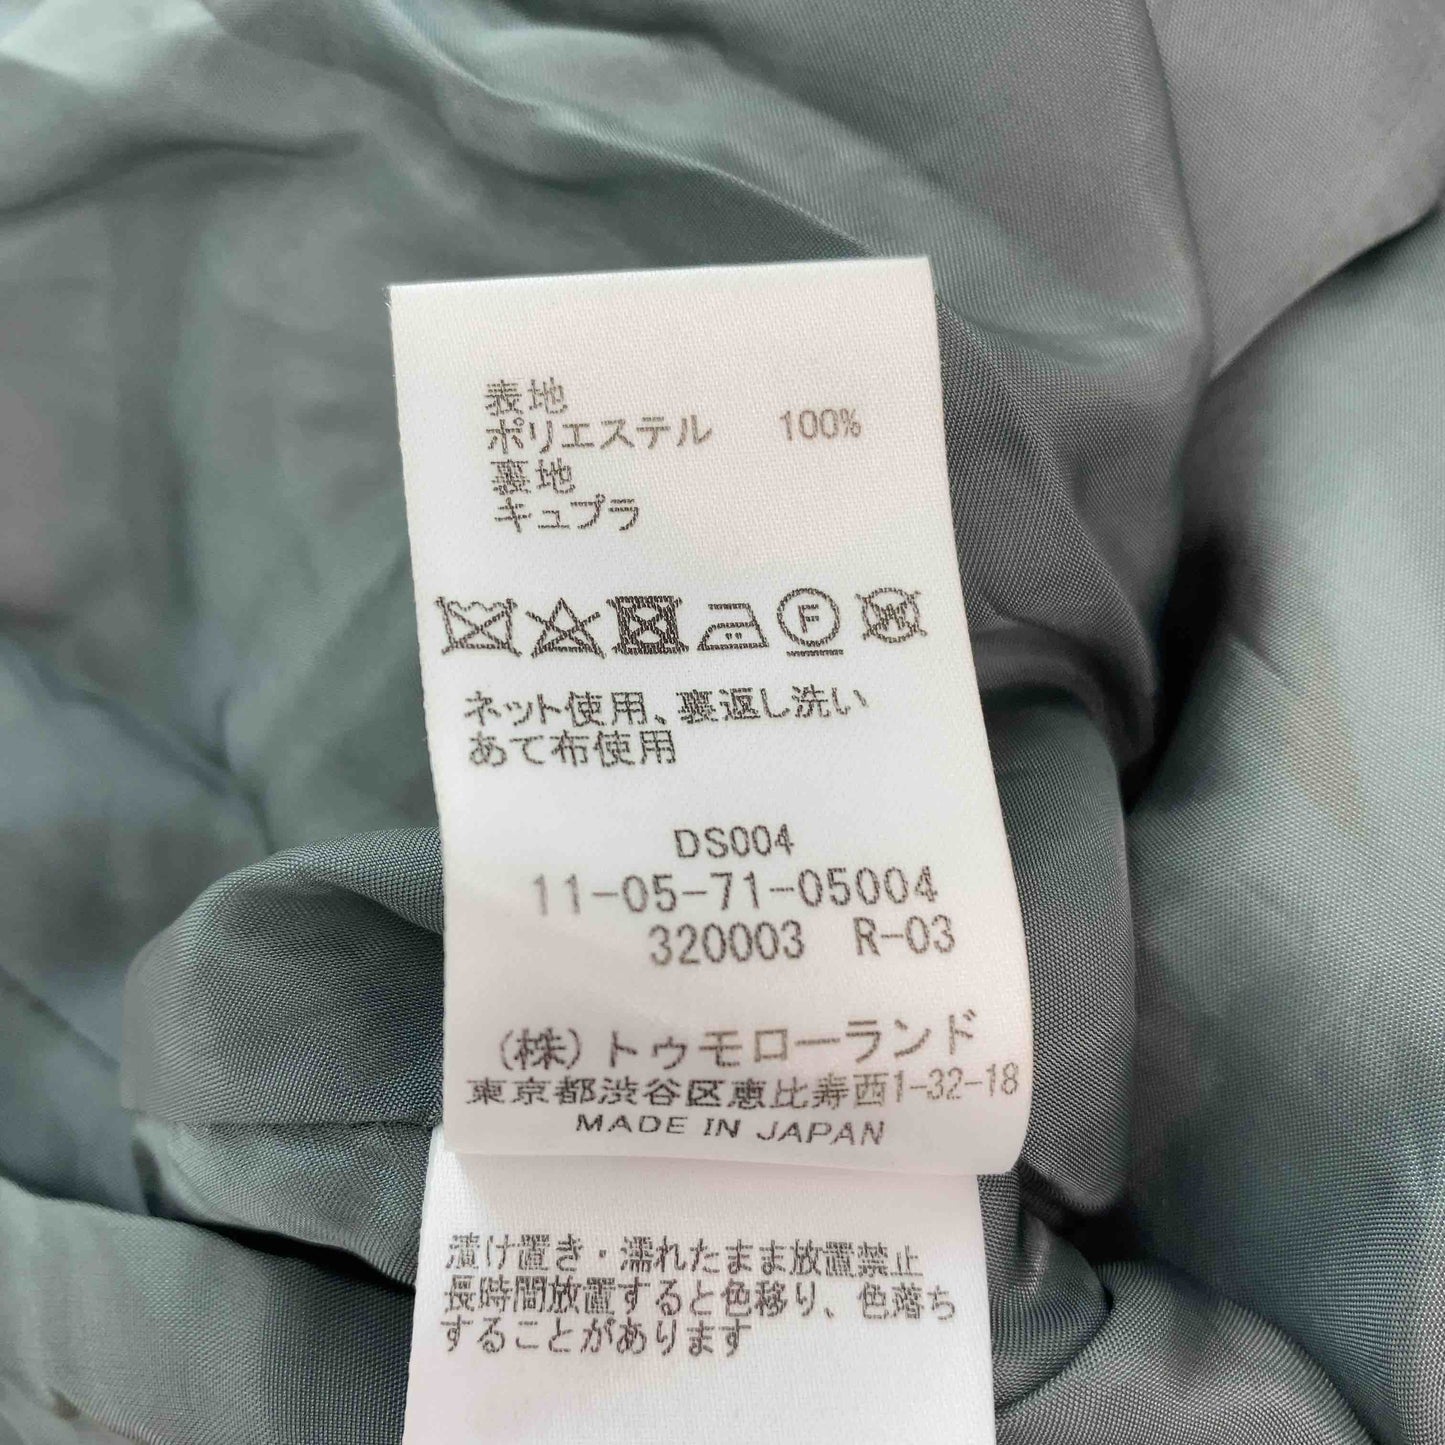 表地
ポリエステル 100%
裏地
キュプラ
F
W
ネット使用、裏返し洗い
あて布使用
DS004
11-05-71-05004
320003 R-03
(株)トゥモローランド
東京都渋谷区恵比寿西1-32-18
MADE IN JAPAN
漬け置き・濡れたまま放置禁止
長時間放置すると色移り、色落ち
することがあります